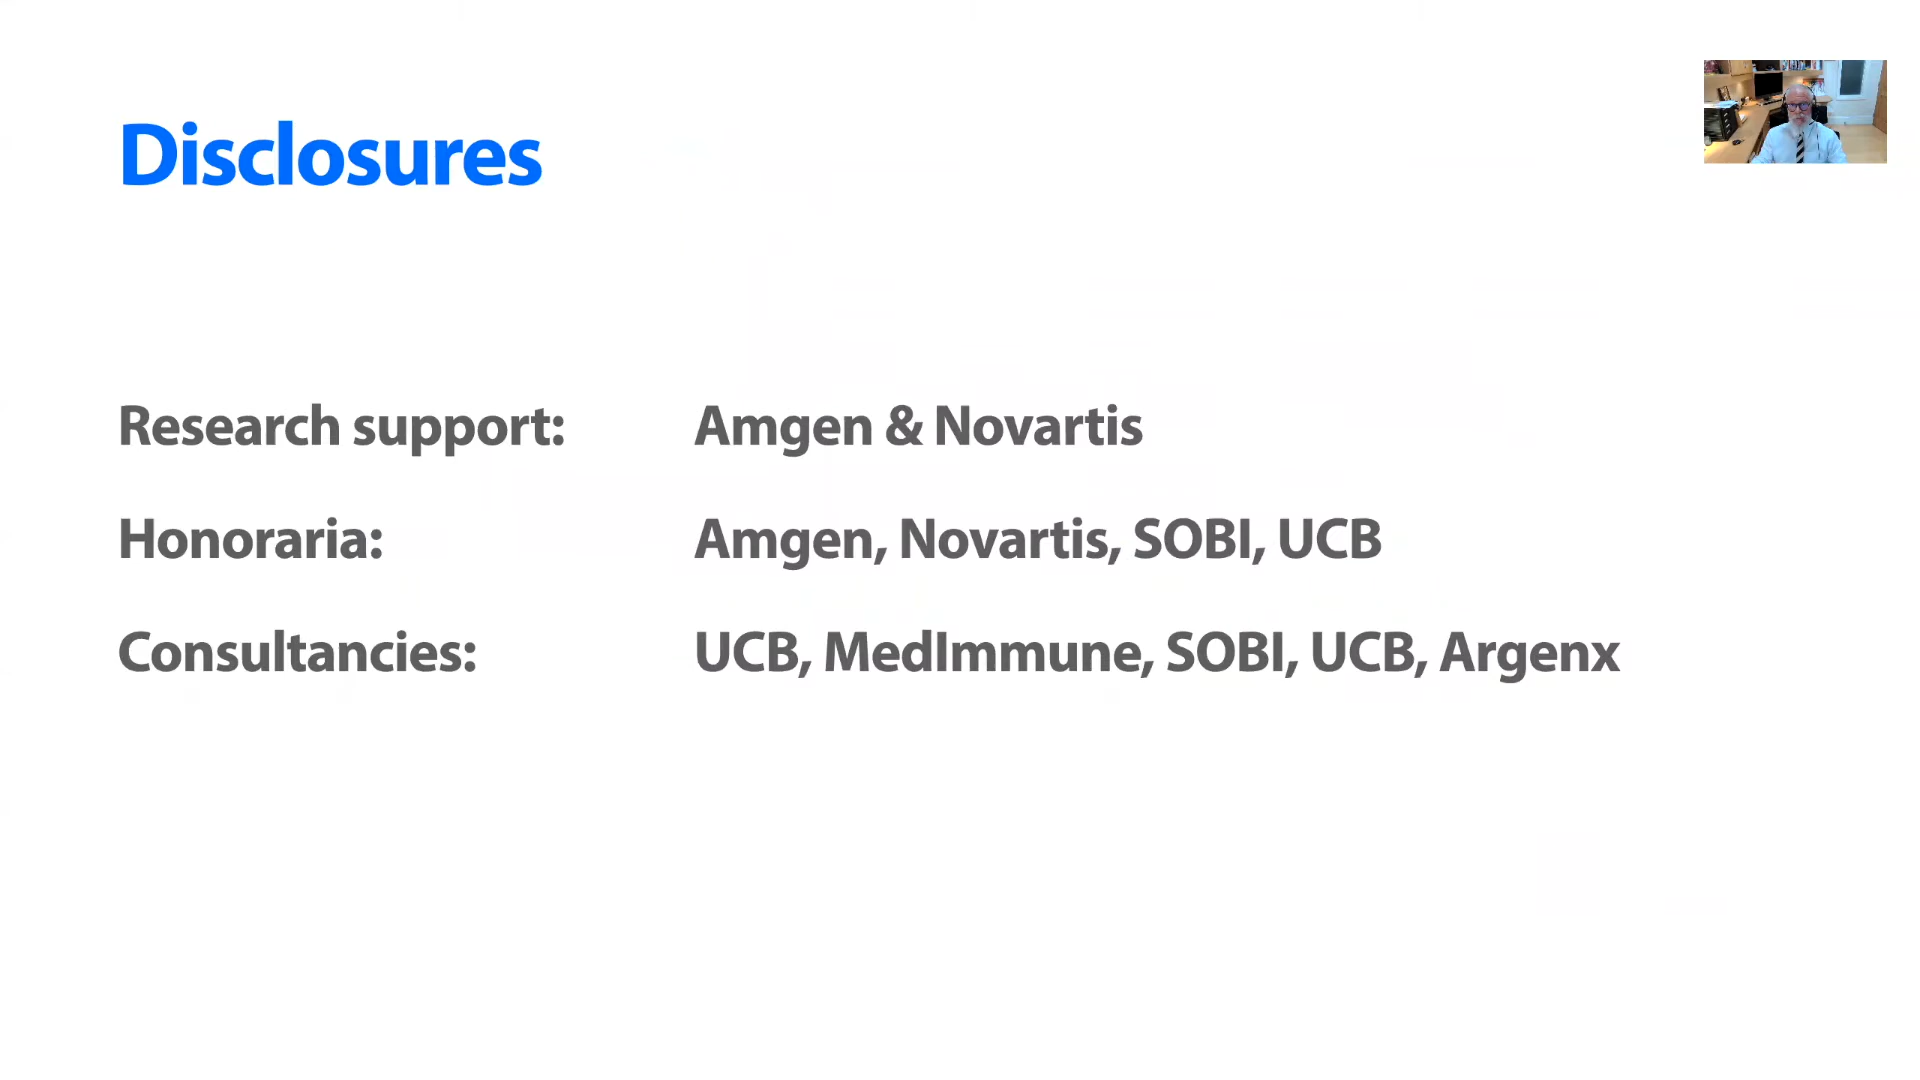 Disclosures
Research support: Amgen & Novartis
Honoraria: Amgen, Novartis, SOBI, UCB
Consultancies: UCB, MedImmune, SOBI, UCB, Argenx